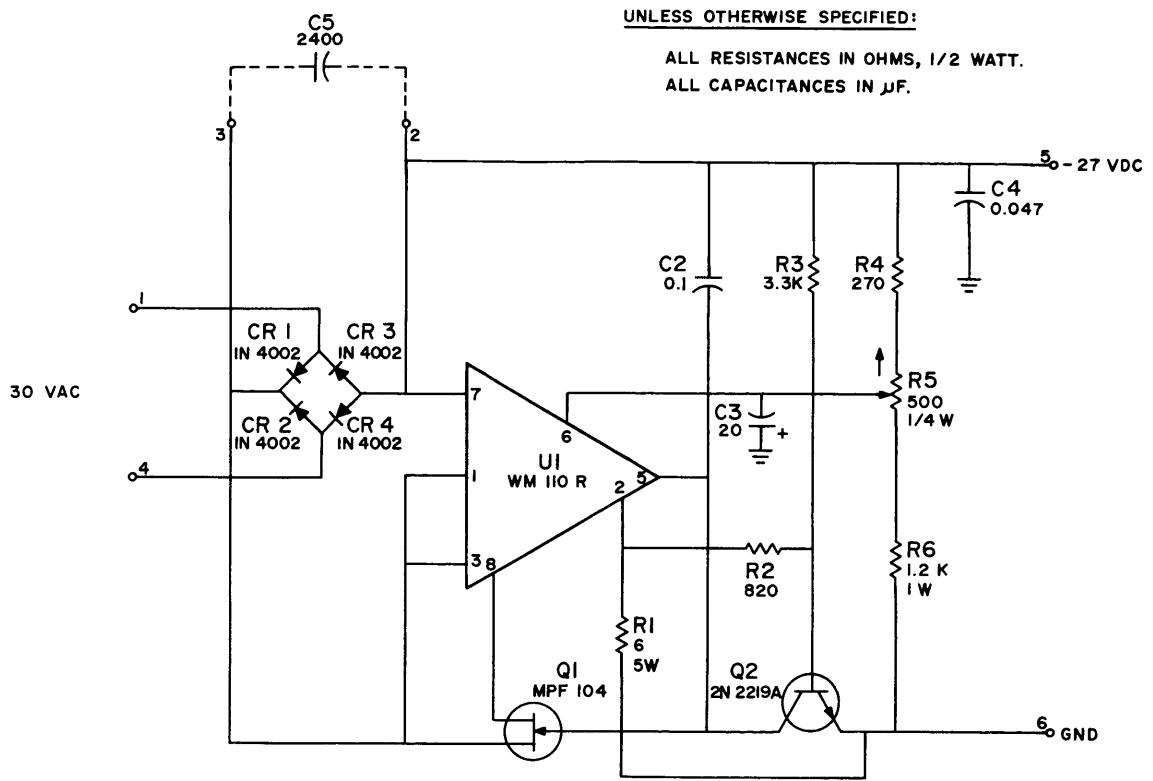 UNLESS OTHERWISE SPECIFIED:
ALL RESISTANCES IN OHMS, 1/2 WATT.
ALL CAPACITANCES IN µF.
C5
2400
3
2
5
-27 VDC
C4
0.047
C2
0.1
R3
3.3K
R4
270
1
CR 1
IN 4002
CR 3
IN 4002
30 VAC
CR 2
IN 4002
CR 4
IN 4002
4
7
6
U1
WM 110 R
5
1
2
3
8
C3
20
+
R5
500
1/4 W
R2
820
R6
1.2 K
1 W
R1
6
5W
Q1
MPF 104
Q2
2N 2219A
6
GND